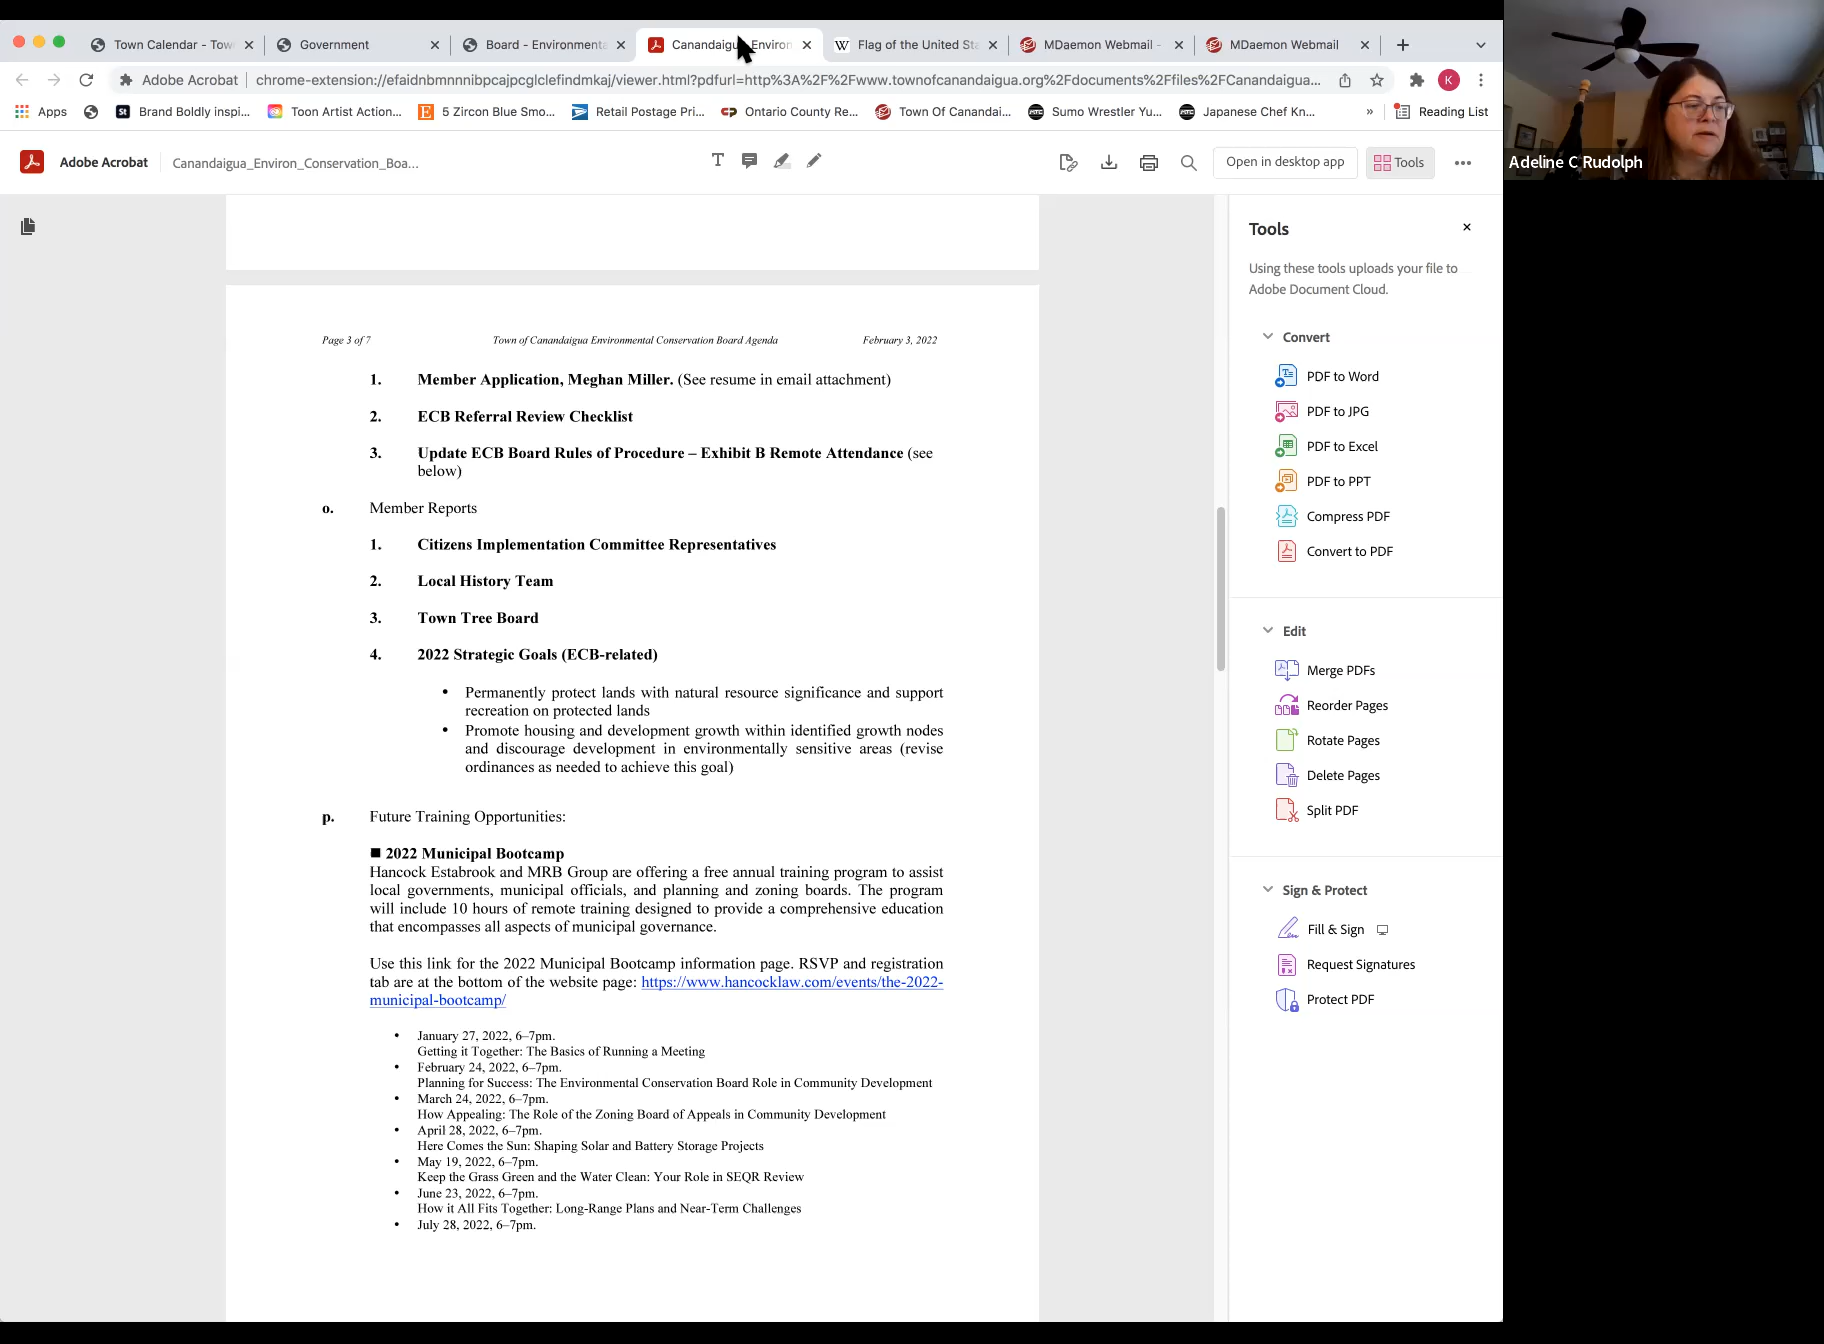 Town Calendar - Tow
Government
Board - Environmenta
Canandaigu
Environ
Flag of the United Sta
MDaemon Webmail -
MDaemon Webmail
Adobe Acrobat
chrome-extension://efaidnbmnnnibpcajpcglclefindmkaj/viewer.html?pdfurl=http%3A%2F%2Fwww.townofcanandaigua.org%2Fdocuments%2Ffiles%2FCanandaigua...
K
Apps
Brand Boldly inspi...
Toon Artist Action...
5 Zircon Blue Smo...
Retail Postage Pri...
Ontario County Re...
Town Of Canandai...
Sumo Wrestler Yu...
Japanese Chef Kn...
»
Reading List
Adobe Acrobat
Canandaigua_Environ_Conservation_Boa...
Open in desktop app
Tools
Adeline C Rudolph
Page 3 of 7 Town of Canandaigua Environmental Conservation Board Agenda February 3, 2022
1. Member Application, Meghan Miller. (See resume in email attachment)
2. ECB Referral Review Checklist
3. Update ECB Board Rules of Procedure – Exhibit B Remote Attendance (see
below)
o. Member Reports
1. Citizens Implementation Committee Representatives
2. Local History Team
3. Town Tree Board
4. 2022 Strategic Goals (ECB-related)
• Permanently protect lands with natural resource significance and support
recreation on protected lands
• Promote housing and development growth within identified growth nodes
and discourage development in environmentally sensitive areas (revise
ordinances as needed to achieve this goal)
p. Future Training Opportunities:
■ 2022 Municipal Bootcamp
Hancock Estabrook and MRB Group are offering a free annual training program to assist
local governments, municipal officials, and planning and zoning boards. The program
will include 10 hours of remote training designed to provide a comprehensive education
that encompasses all aspects of municipal governance.
Use this link for the 2022 Municipal Bootcamp information page. RSVP and registration
tab are at the bottom of the website page: https://www.hancocklaw.com/events/the-2022-
municipal-bootcamp/
• January 27, 2022, 6–7pm.
Getting it Together: The Basics of Running a Meeting
• February 24, 2022, 6–7pm.
Planning for Success: The Environmental Conservation Board Role in Community Development
• March 24, 2022, 6–7pm.
How Appealing: The Role of the Zoning Board of Appeals in Community Development
• April 28, 2022, 6–7pm.
Here Comes the Sun: Shaping Solar and Battery Storage Projects
• May 19, 2022, 6–7pm.
Keep the Grass Green and the Water Clean: Your Role in SEQR Review
• June 23, 2022, 6–7pm.
How it All Fits Together: Long-Range Plans and Near-Term Challenges
• July 28, 2022, 6–7pm.
Tools
Using these tools uploads your file to
Adobe Document Cloud.
Convert
PDF to Word
PDF to JPG
PDF to Excel
PDF to PPT
Compress PDF
Convert to PDF
Edit
Merge PDFs
Reorder Pages
Rotate Pages
Delete Pages
Split PDF
Sign & Protect
Fill & Sign
Request Signatures
Protect PDF